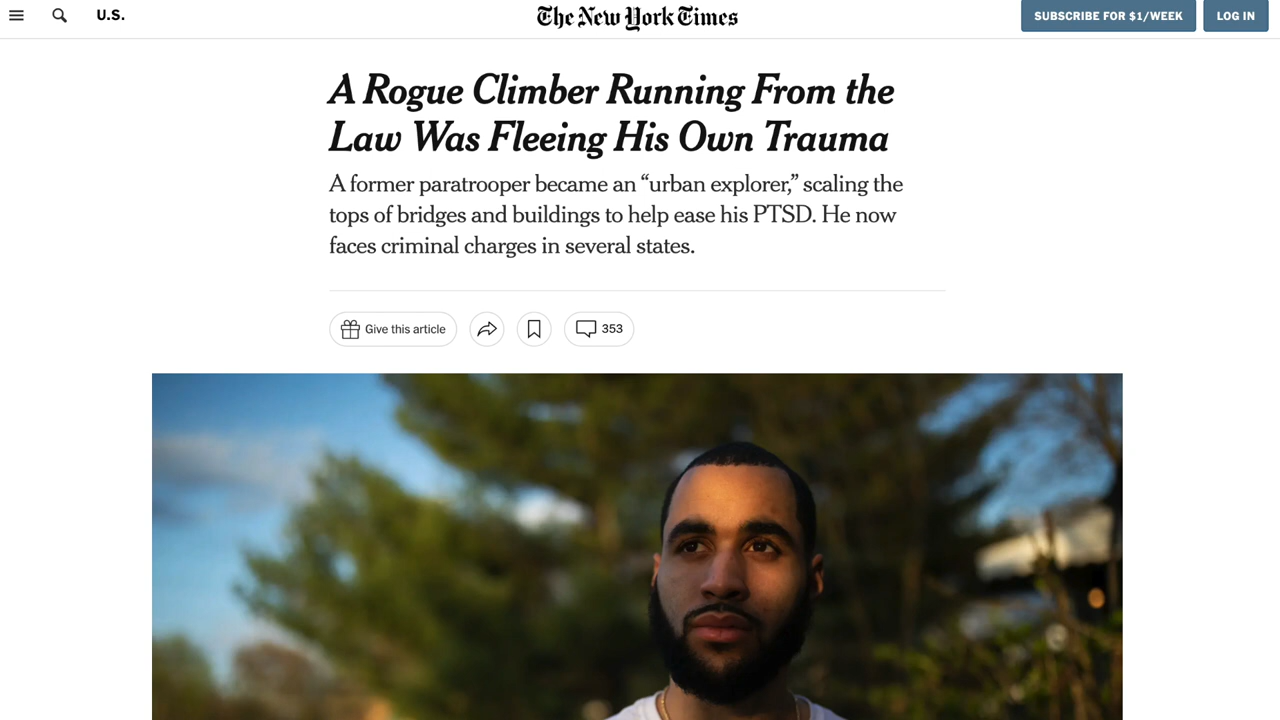 U.S.
The New York Times
SUBSCRIBE FOR $1/WEEK
LOG IN
A Rogue Climber Running From the
Law Was Fleeing His Own Trauma
A former paratrooper became an “urban explorer,” scaling the
tops of bridges and buildings to help ease his PTSD. He now
faces criminal charges in several states.
Give this article
353